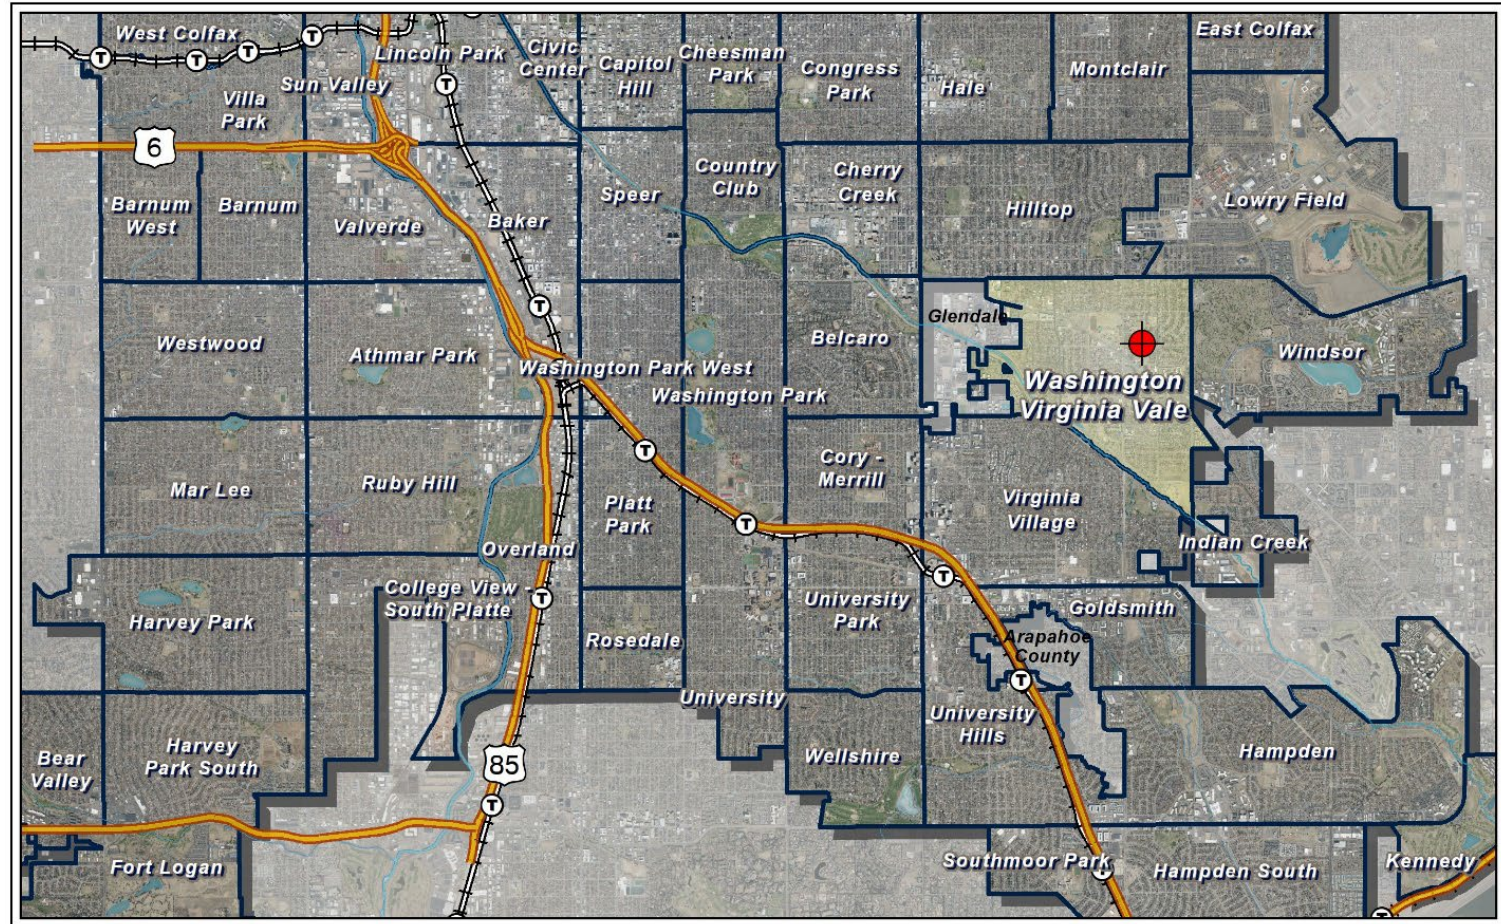 West Colfax
Lincoln Park
Civic
Center
Capitol
Hill
Cheesman
Park
Congress
Park
Hale
Montclair
East Colfax
Sun Valley
Villa
Park
6
Barnum
West
Barnum
Valverde
Baker
Speer
Country
Club
Cherry
Creek
Hilltop
Lowry Field
Westwood
Athmar Park
Washington Park West
Washington Park
Belcaro
Glendale
Washington
Virginia Vale
Windsor
Mar Lee
Ruby Hill
Platt
Park
Cory -
Merrill
Virginia
Village
Indian Creek
Overland
College View -
South Platte
Harvey Park
Rosedale
University
Park
Goldsmith
Arapahoe
County
University
University
Hills
Bear
Valley
Harvey
Park South
85
Wellshire
Hampden
Fort Logan
Southmoor Park
Hampden South
Kennedy
T
T
T
T
T
T
T
T
T
T
T
T